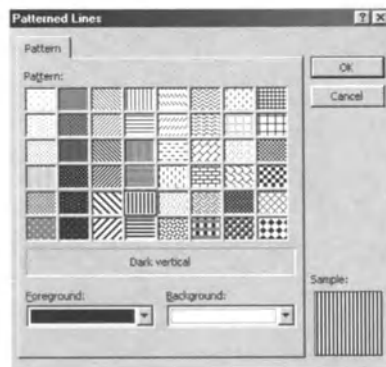 Patterned Lines
Pattern
Pattern:
OK
Cancel
Dark vertical
Foreground:
Background:
Sample: